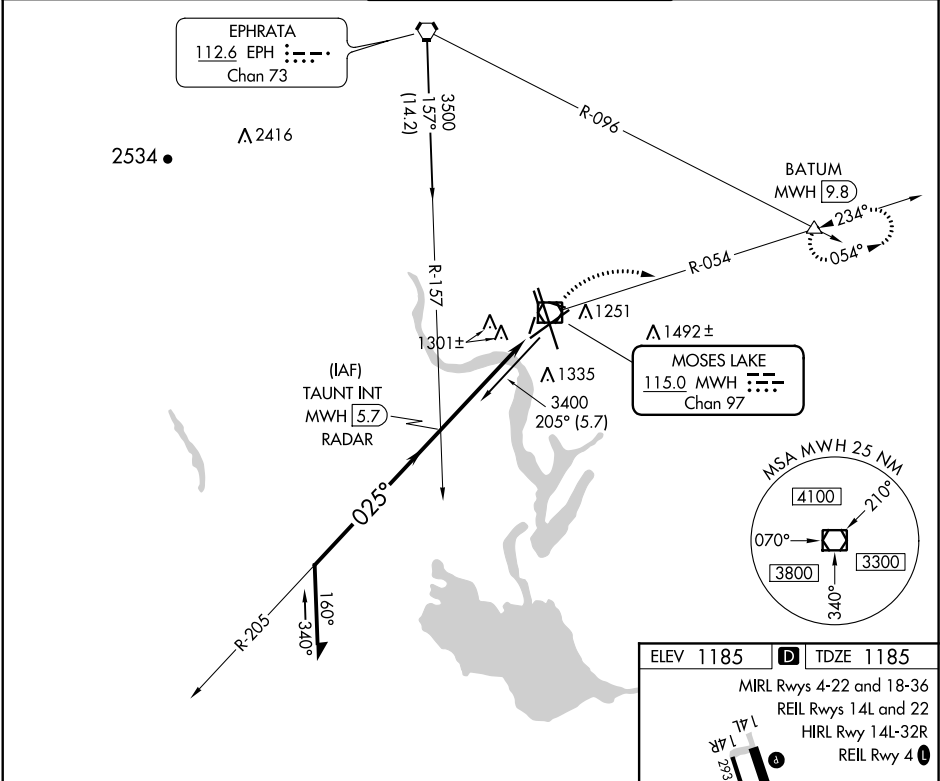 EPHRATA
112.6 EPH
Chan 73
3500
157°
(14.2)
R-096
2416
2534
BATUM
MWH 9.8
234°
054°
R-054
R-157
1251
1301±
1492±
MOSES LAKE
115.0 MWH
Chan 97
(IAF)
TAUNT INT
MWH 5.7
RADAR
1335
3400
205° (5.7)
025°
MSA MWH 25 NM
4100
210°
070°
3800
3300
340°
160°
340°
R-205
ELEV 1185 D TDZE 1185
MIRL Rwys 4-22 and 18-36
REIL Rwys 14L and 22
HIRL Rwy 14L-32R
REIL Rwy 4 L
14L
14R
P
293